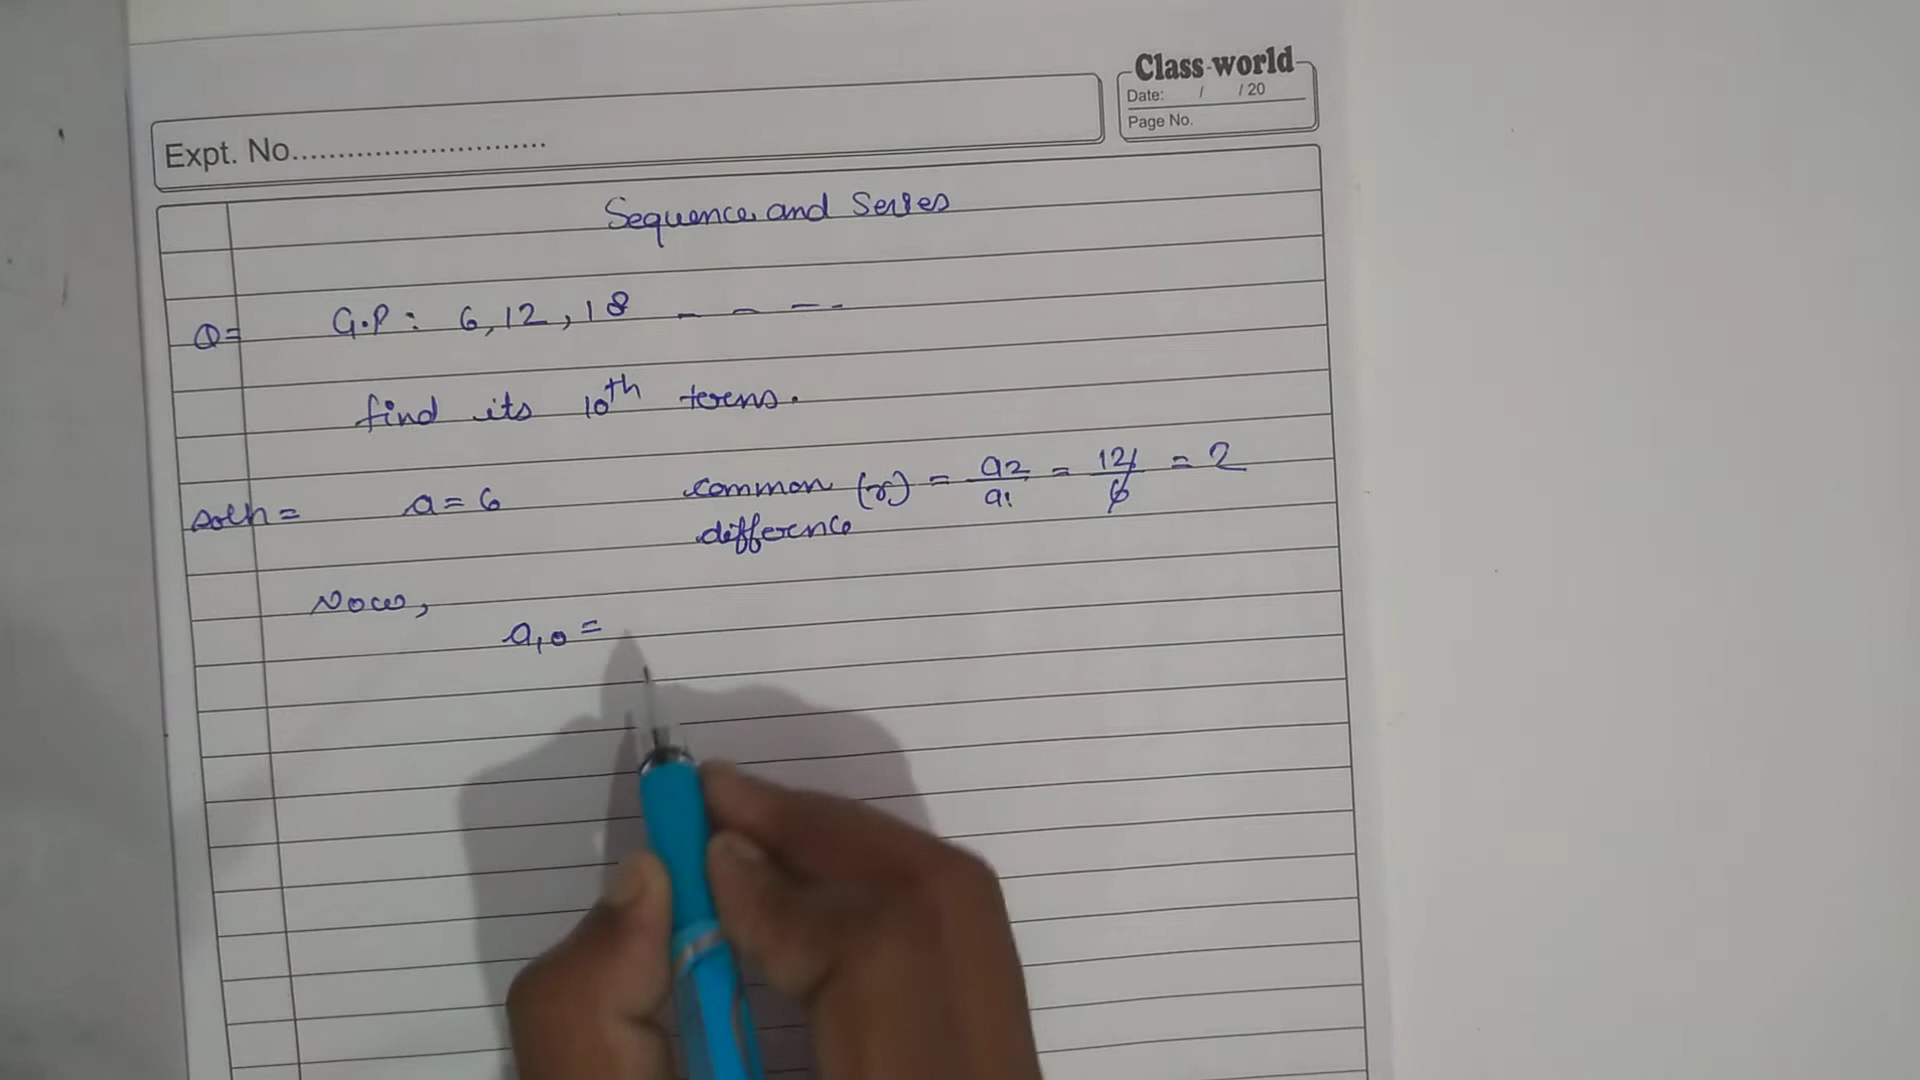 Class-world
Date: / / 20
Page No.
Expt. No...........................
Sequence and Series
Q= G.P : 6, 12, 18 - - - -
find its 10th terms.
soln = a = 6 common (r) = a2/a1 = 12/6 = 2
difference
Now,
a10 =